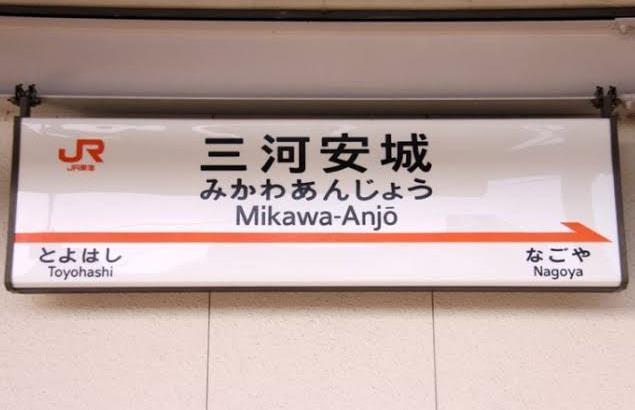 JR
JR東海
三河安城
みかわあんじょう
Mikawa-Anjō
とよはし
Toyohashi
なごや
Nagoya